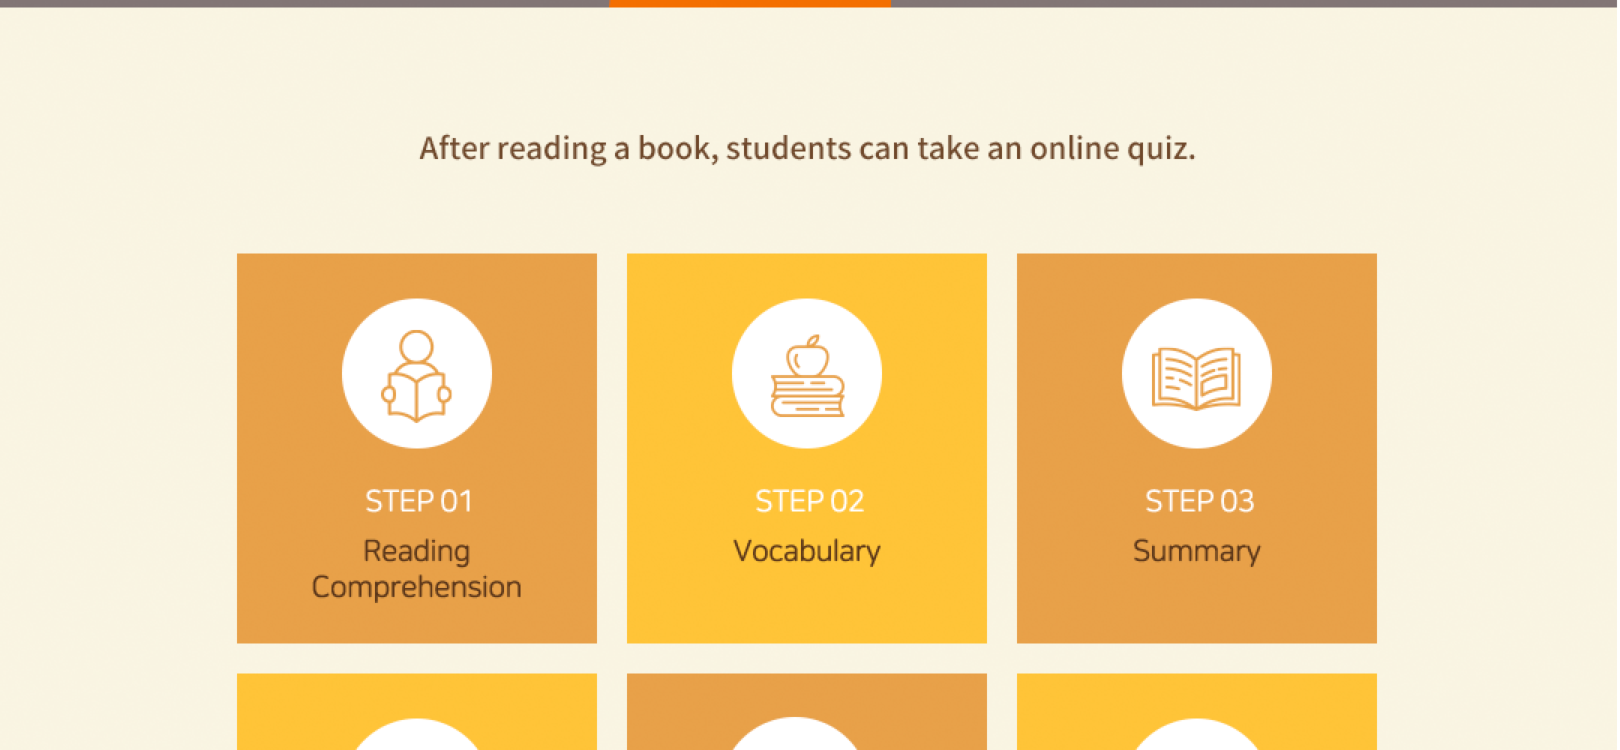 After reading a book, students can take an online quiz.
STEP 01
Reading
Comprehension
STEP 02
Vocabulary
STEP 03
Summary